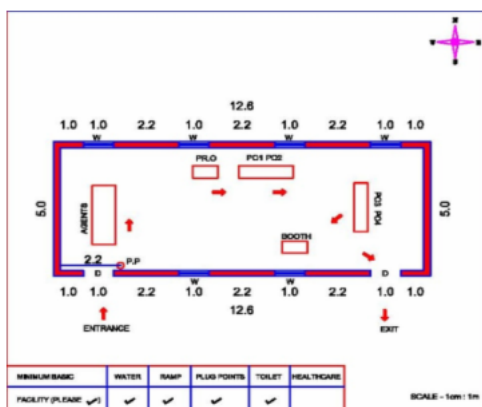 N
W E
S
12.6
1.0 1.0 2.2 1.0 2.2 1.0 2.2 1.0 1.0
W W W W
PR.O PO1 PO2
5.0 AGENTS PO3 PO4 5.0
BOOTH
2.2 P.P
D W W D
1.0 1.0 2.2 1.0 2.2 1.0 2.2 1.0 1.0
12.6
ENTRANCE EXIT
MINIMUM BASIC WATER RAMP PLUG POINTS TOILET HEALTHCARE
FACILITY (PLEASE ✓) ✓ ✓ ✓ ✓
SCALE - 1cm : 1m